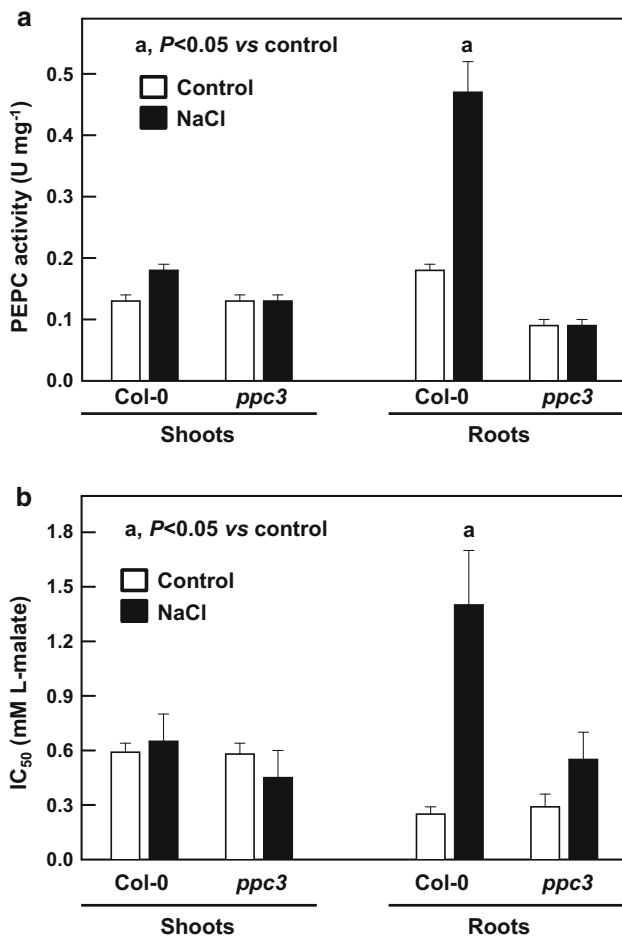 a
a, P<0.05 vs control
Control
NaCl
a
PEPC activity (U mg⁻¹)
0.5
0.4
0.3
0.2
0.1
0.0
Col-0 ppc3 Col-0 ppc3
Shoots Roots
b
a, P<0.05 vs control
Control
NaCl
a
IC₅₀ (mM L-malate)
1.8
1.5
1.2
0.9
0.6
0.3
0.0
Col-0 ppc3 Col-0 ppc3
Shoots Roots